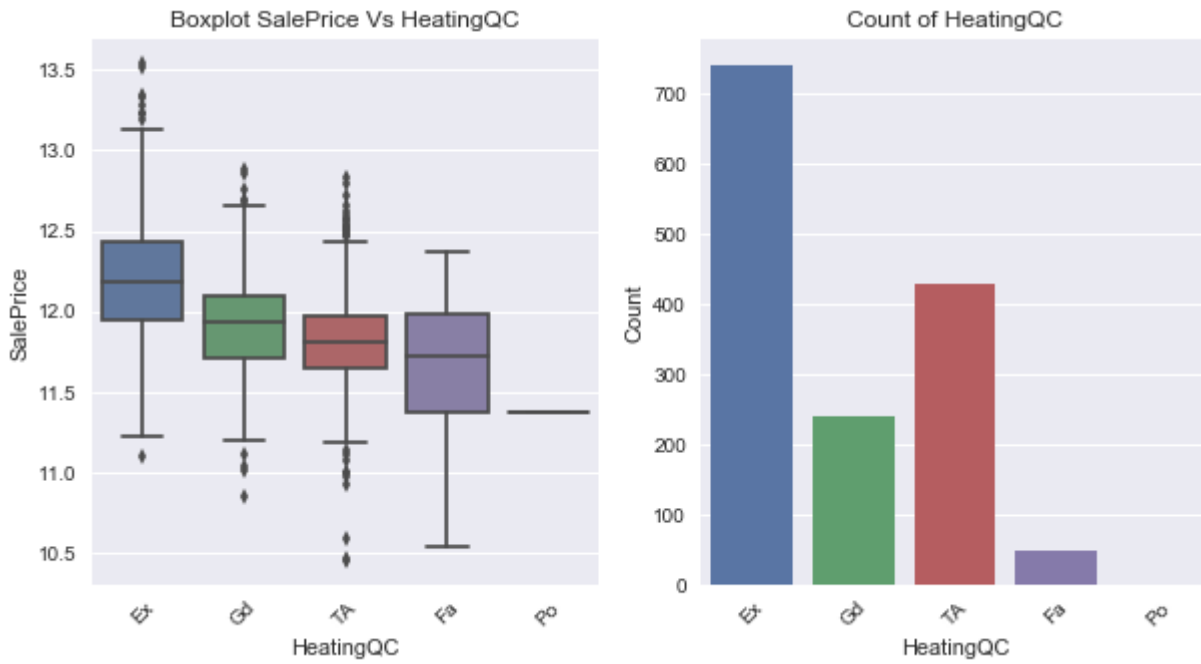 Boxplot SalePrice Vs HeatingQC
13.5
13.0
12.5
12.0
11.5
11.0
10.5
SalePrice
Ex
Gd
TA
Fa
Po
HeatingQC
Count of HeatingQC
700
600
500
400
300
200
100
0
Count
Ex
Gd
TA
Fa
Po
HeatingQC